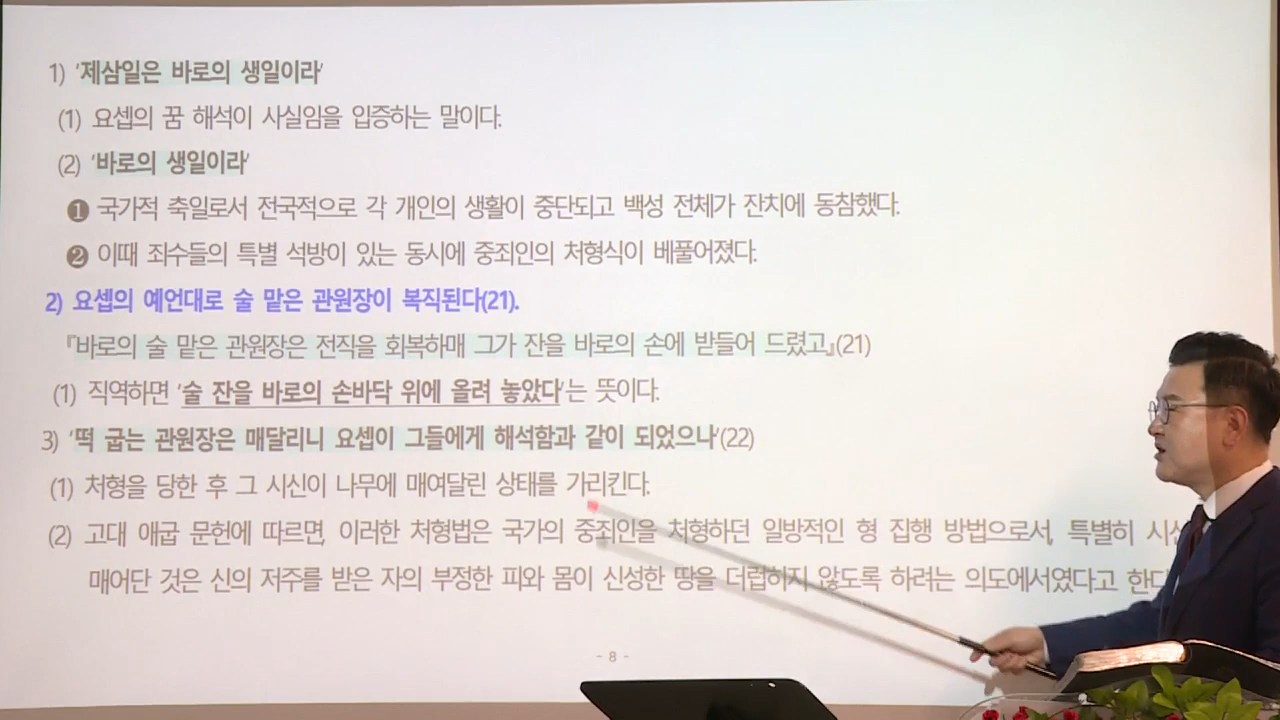 1) '제삼일은 바로의 생일이라'
(1) 요셉의 꿈 해석이 사실임을 입증하는 말이다.
(2) '바로의 생일이라'
❶ 국가적 축일로서 전국적으로 각 개인의 생활이 중단되고 백성 전체가 잔치에 동참했다.
❷ 이때 죄수들의 특별 석방이 있는 동시에 중죄인의 처형식이 베풀어졌다.
2) 요셉의 예언대로 술 맡은 관원장이 복직된다(21).
『바로의 술 맡은 관원장은 전직을 회복하매 그가 잔을 바로의 손에 받들어 드렸고』(21)
(1) 직역하면 '술 잔을 바로의 손바닥 위에 올려 놓았다'는 뜻이다.
3) '떡 굽는 관원장은 매달리니 요셉이 그들에게 해석함과 같이 되었으나'(22)
(1) 처형을 당한 후 그 시신이 나무에 매여달린 상태를 가리킨다.
(2) 고대 애굽 문헌에 따르면, 이러한 처형법은 국가의 중죄인을 처형하던 일반적인 형 집행 방법으로서, 특별히
매어단 것은 신의 저주를 받은 자의 부정한 피와 몸이 신성한 땅을 더럽히지 않도록 하려는 의도에서였다고 한다
- 8 -